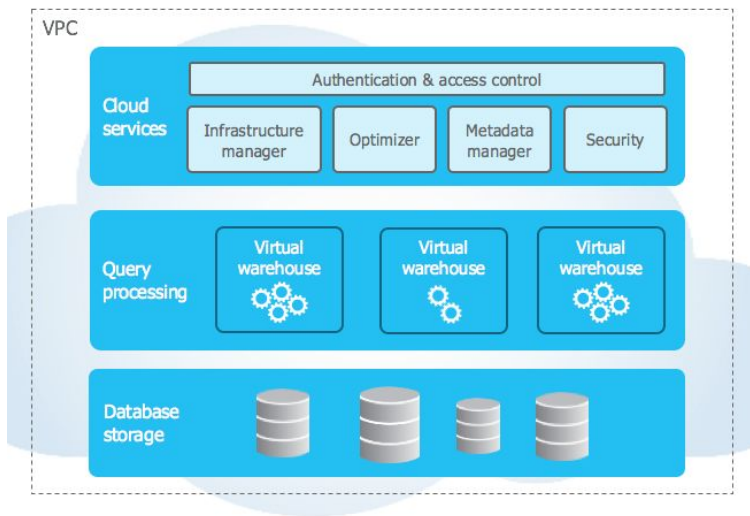 VPC
Cloud
services
Authentication & access control
Infrastructure
manager
Optimizer
Metadata
manager
Security
Query
processing
Virtual
warehouse
Virtual
warehouse
Virtual
warehouse
Database
storage